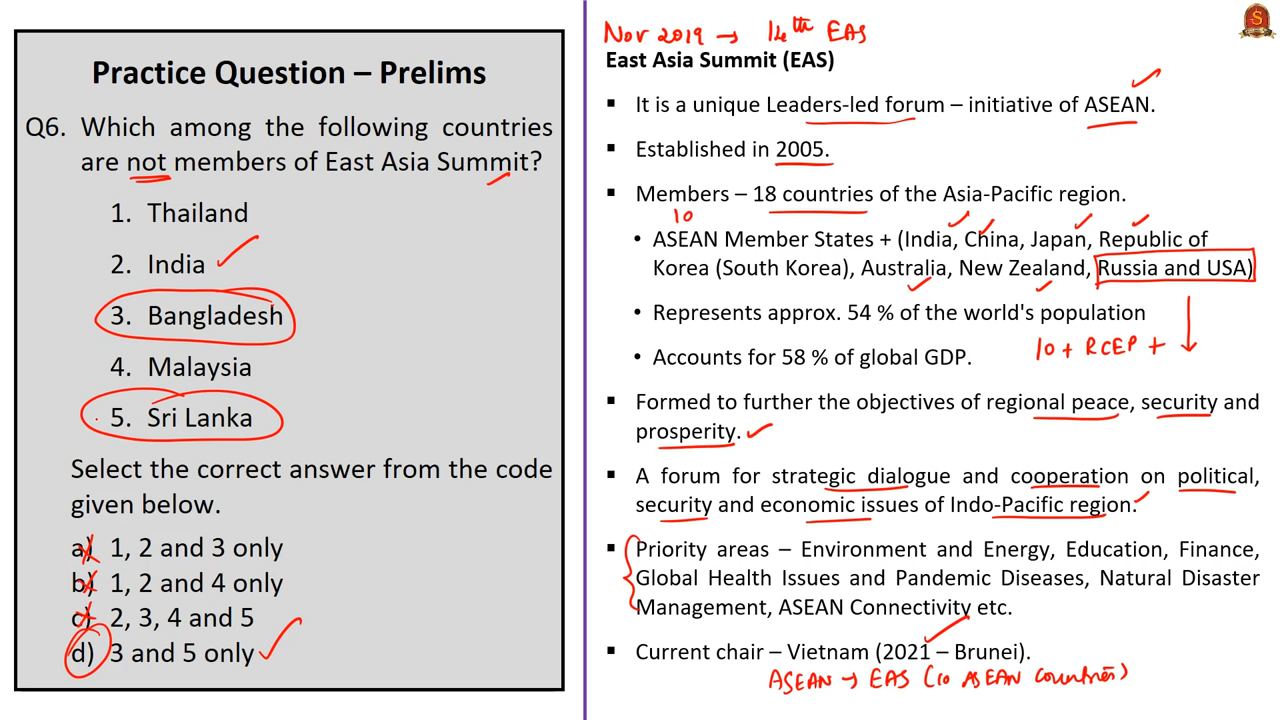 Practice Question – Prelims
Q6. Which among the following countries
are not members of East Asia Summit?
1. Thailand
2. India
3. Bangladesh
4. Malaysia
5. Sri Lanka
Select the correct answer from the code
given below.
a) 1, 2 and 3 only
b) 1, 2 and 4 only
c) 2, 3, 4 and 5
d) 3 and 5 only
Nov 2019 → 14th EAS
East Asia Summit (EAS)
▪ It is a unique Leaders-led forum – initiative of ASEAN.
▪ Established in 2005.
▪ Members – 18 countries of the Asia-Pacific region.
10
• ASEAN Member States + (India, China, Japan, Republic of
Korea (South Korea), Australia, New Zealand, Russia and USA)
• Represents approx. 54 % of the world's population
10 + RCEP +
• Accounts for 58 % of global GDP.
▪ Formed to further the objectives of regional peace, security and
prosperity.
▪ A forum for strategic dialogue and cooperation on political,
security and economic issues of Indo-Pacific region.
▪ Priority areas – Environment and Energy, Education, Finance,
Global Health Issues and Pandemic Diseases, Natural Disaster
Management, ASEAN Connectivity etc.
▪ Current chair – Vietnam (2021 – Brunei).
ASEAN → EAS (10 ASEAN countries)